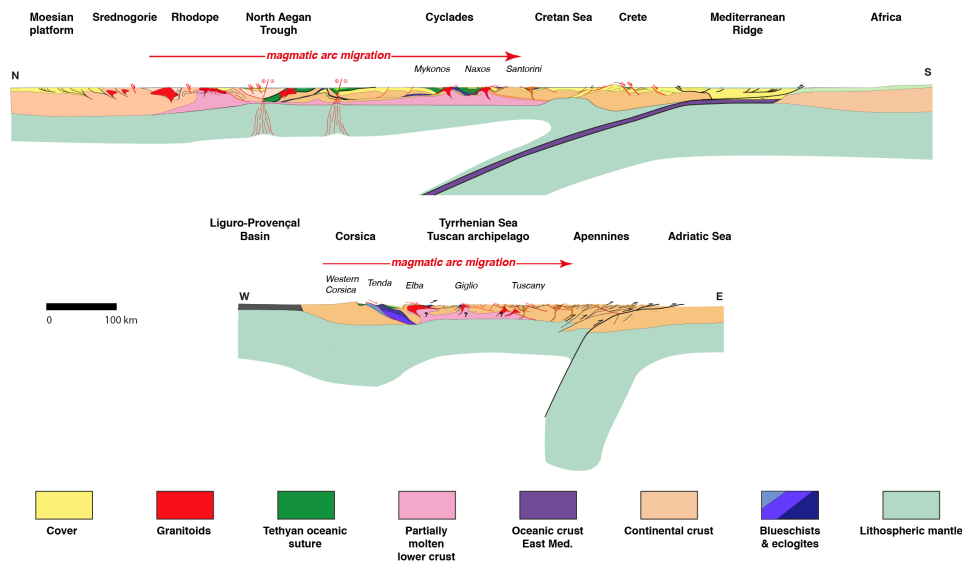 Moesian
platform
Srednogorie
Rhodope
North Aegan
Trough
Cyclades
Cretan Sea
Crete
Mediterranean
Ridge
Africa
magmatic arc migration
Mykonos
Naxos
Santorini
N
S
Liguro-Provençal
Basin
Corsica
Tyrrhenian Sea
Tuscan archipelago
Apennines
Adriatic Sea
magmatic arc migration
Western
Corsica
Tenda
Elba
Giglio
Tuscany
W
E
? ? ?
0 100 km
Cover
Granitoids
Tethyan oceanic
suture
Partially
molten
lower crust
Oceanic crust
East Med.
Continental crust
Blueschists
& eclogites
Lithospheric mantle